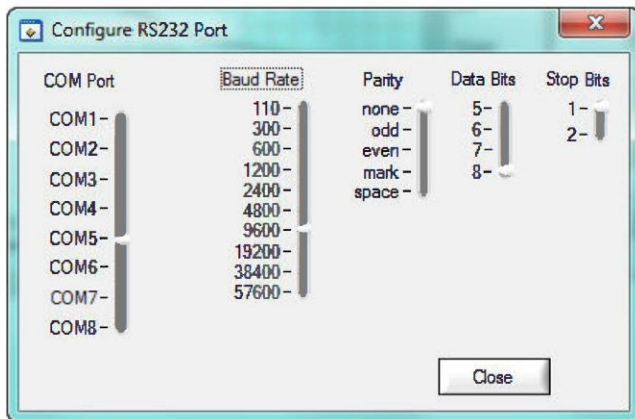 Configure RS232 Port
COM Port
COM1
COM2
COM3
COM4
COM5
COM6
COM7
COM8
Baud Rate
110
300
600
1200
2400
4800
9600
19200
38400
57600
Parity
none
odd
even
mark
space
Data Bits
5
6
7
8
Stop Bits
1
2
Close